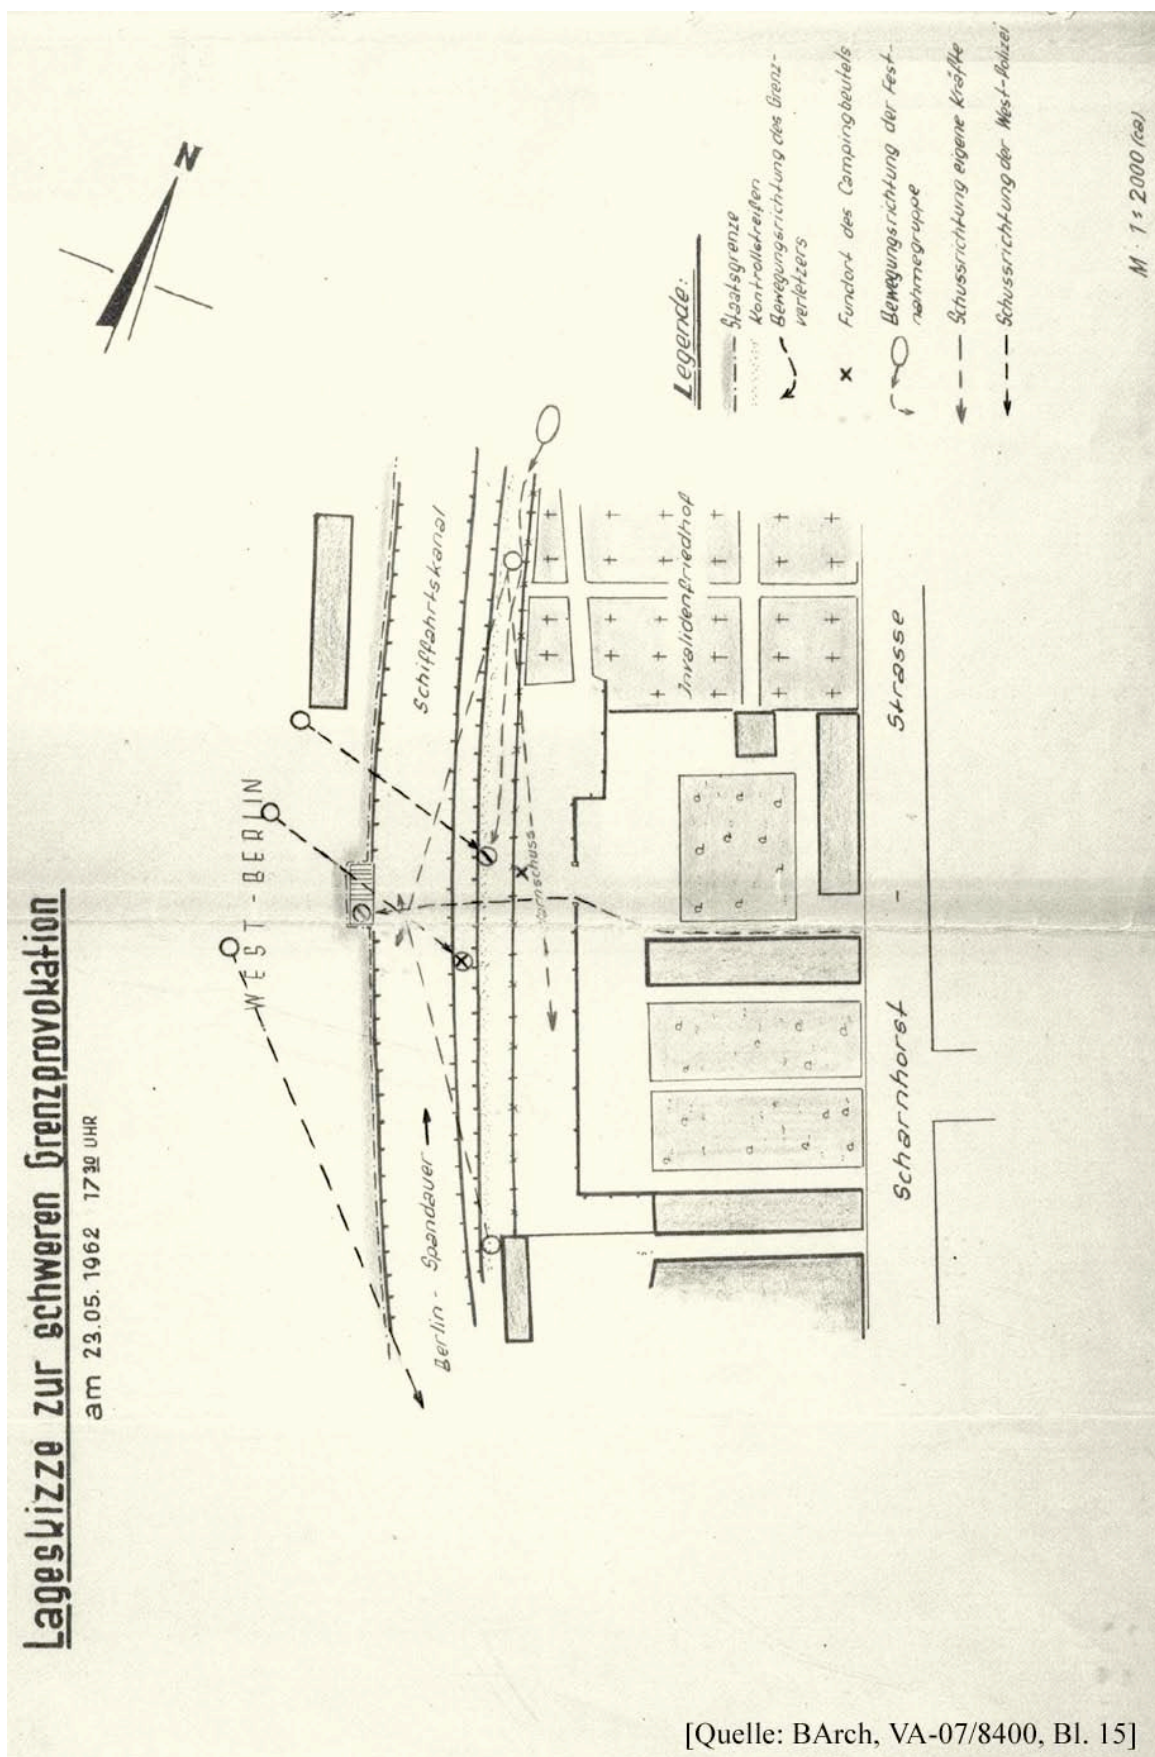 Lageskizze zur schweren Grenzprovokation
am 23.05.1962 17³⁰ UHR
N
WEST-BERLIN
Berlin - Spandauer
Schiffahrtskanal
Warnschuss
Invalidenfriedhof
Scharnhorst - Strasse
Legende:
Staatsgrenze
Kontrollstreifen
Bewegungsrichtung des Grenz-
verletzers
Fundort des Campingbeutels
Bewegungsrichtung der Fest-
nahmegruppe
Schussrichtung eigene Kräfte
Schussrichtung der West-Polizei
M: 1:2000 (ca)
[Quelle: BArch, VA-07/8400, Bl. 15]